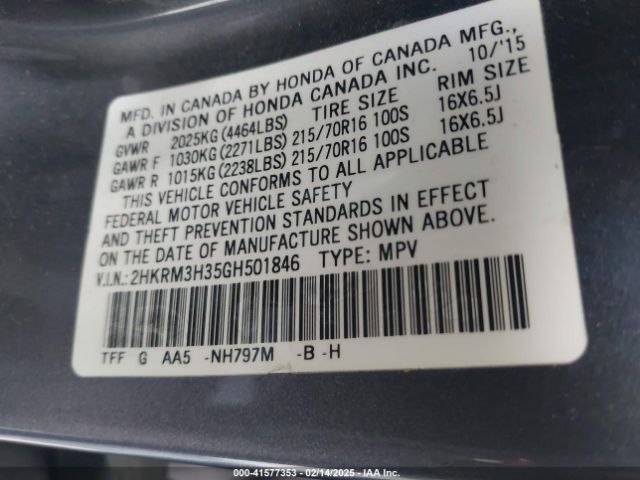 MFD. IN CANADA BY HONDA OF CANADA MFG.,
A DIVISION OF HONDA CANADA INC. 10/'15
GVWR 2025KG(4464LBS) TIRE SIZE RIM SIZE
GAWR F 1030KG(2271LBS) 215/70R16 100S 16X6.5J
GAWR R 1015KG(2238LBS) 215/70R16 100S 16X6.5J
THIS VEHICLE CONFORMS TO ALL APPLICABLE
FEDERAL MOTOR VEHICLE SAFETY
AND THEFT PREVENTION STANDARDS IN EFFECT
ON THE DATE OF MANUFACTURE SHOWN ABOVE.
V.I.N.:2HKRM3H35GH501846 TYPE: MPV
TFF G AA5 -NH797M -B -H
000-41577353 — 02/14/2025 — IAA Inc.